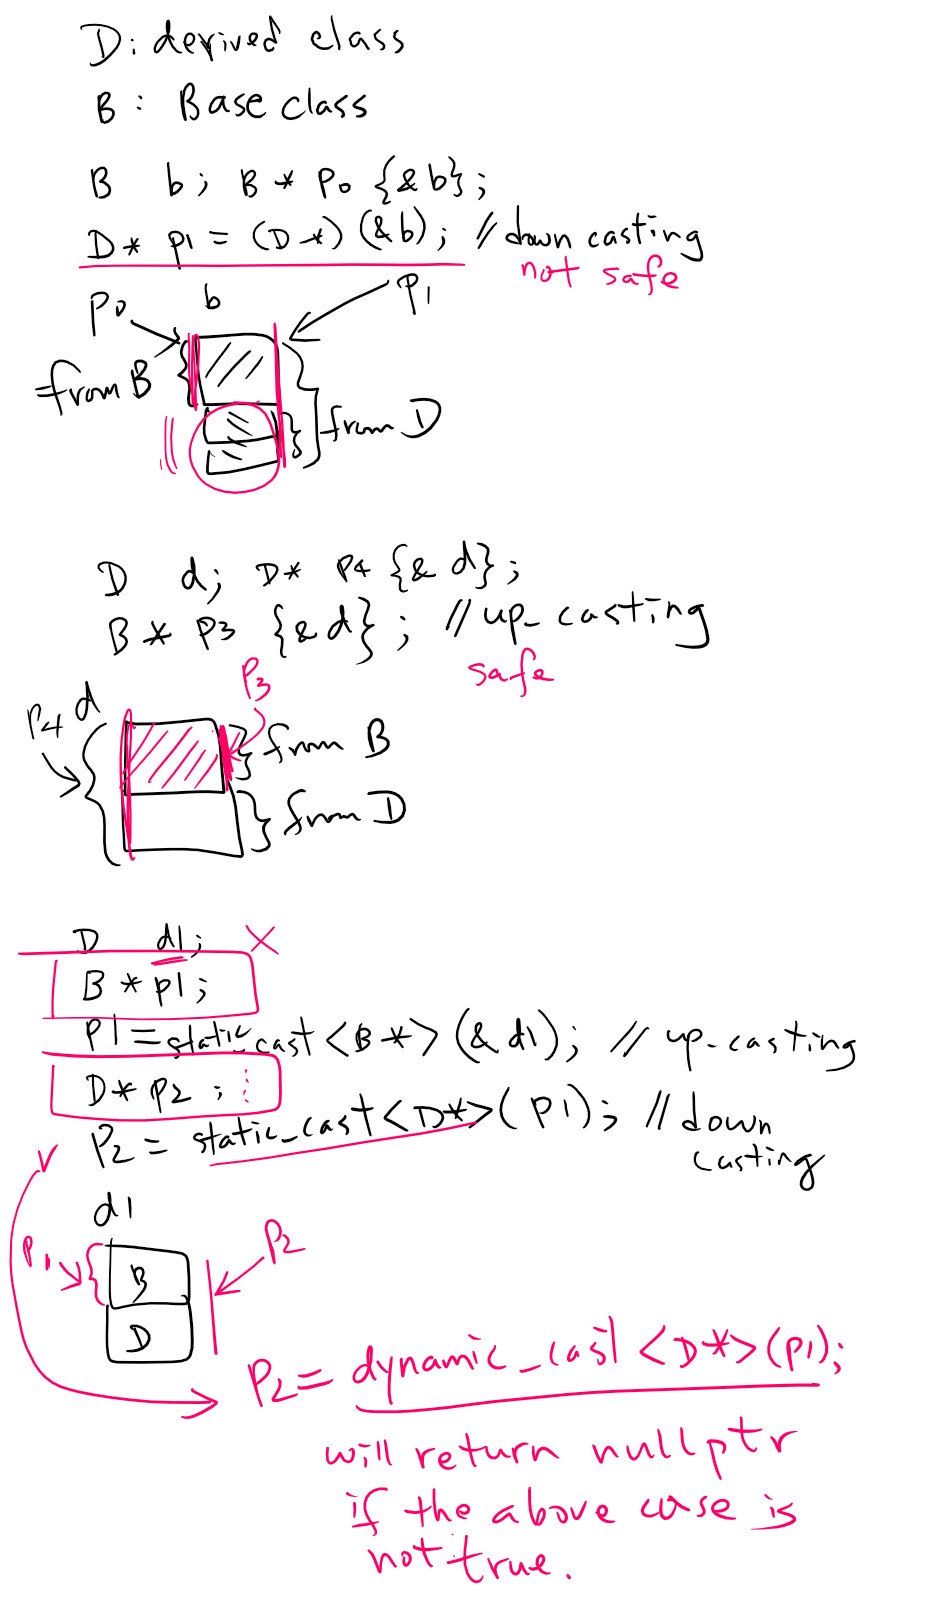 D: derived class
B : Base class
B b; B * p0 {&b};
D* p1 = (D*) (&b); // down casting
not safe
p0 b p1
from B
from D
D d; D* p4 {& d};
B * p3 {&d}; // up-casting
safe
p3
p4 d
from B
from D
D d1; X
B * p1;
p1 = static_cast <B*> (& d1); // up-casting
D* p2 ;
p2 = static_cast <D*> (p1); // down
casting
d1
p1 p2
B
D
p2 = dynamic_cast <D*> (p1);
will return nullptr
if the above case is
not true.